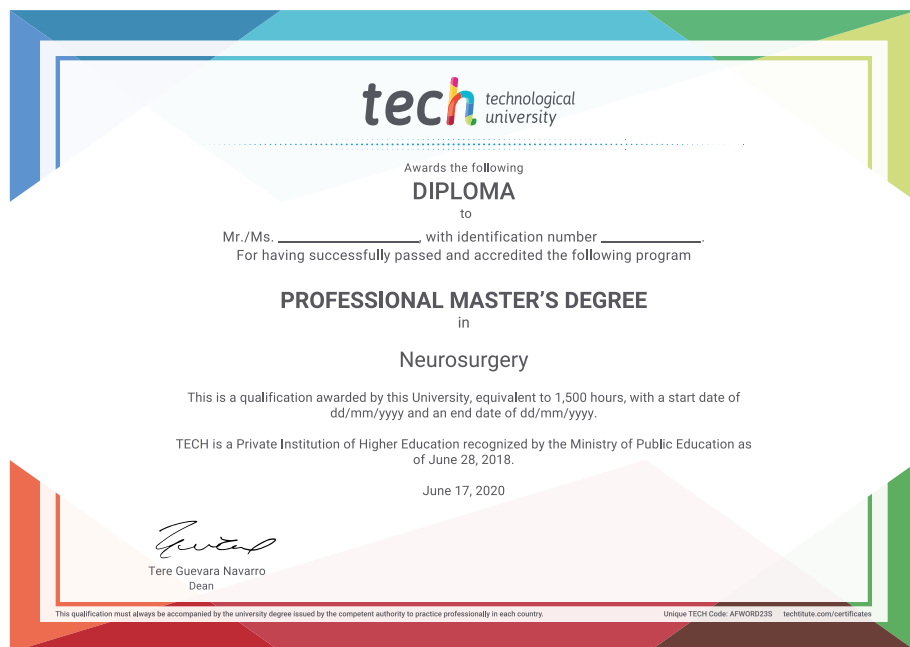 tech technological
university
Awards the following
DIPLOMA
to
Mr./Ms. ________________, with identification number ____________.
For having successfully passed and accredited the following program
PROFESSIONAL MASTER'S DEGREE
in
Neurosurgery
This is a qualification awarded by this University, equivalent to 1,500 hours, with a start date of
dd/mm/yyyy and an end date of dd/mm/yyyy.
TECH is a Private Institution of Higher Education recognized by the Ministry of Public Education as
of June 28, 2018.
June 17, 2020
Tere Guevara Navarro
Dean
This qualification must always be accompanied by the university degree issued by the competent authority to practice professionally in each country.
Unique TECH Code: AFWORD23S techtitute.com/certificates